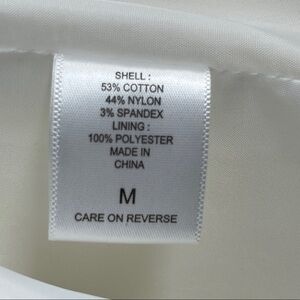 SHELL :
53% COTTON
44% NYLON
3% SPANDEX
LINING :
100% POLYESTER
MADE IN
CHINA
M
CARE ON REVERSE